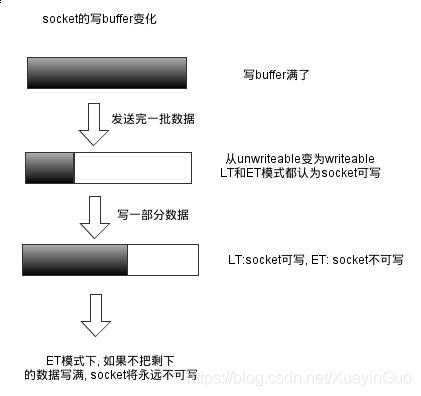 socket的写buffer变化
写buffer满了
发送完一批数据
从unwriteable变为writeable
LT和ET模式都认为socket可写
写一部分数据
LT:socket可写, ET: socket不可写
ET模式下, 如果不把剩下
的数据写满, socket将永远不可写
https://blog.csdn.net/XueyinGuo